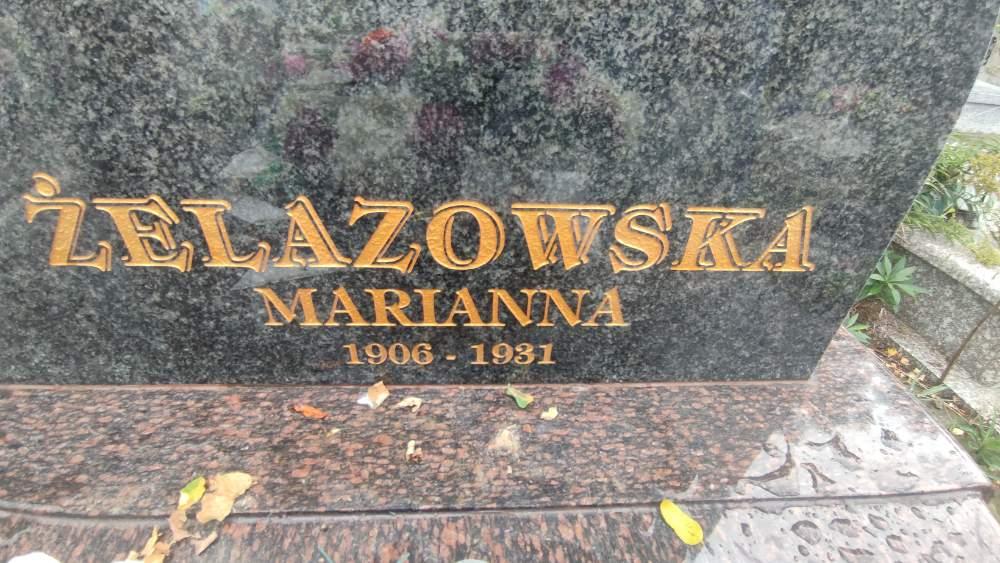 ŻELAZOWSKA
MARIANNA
1906 - 1931